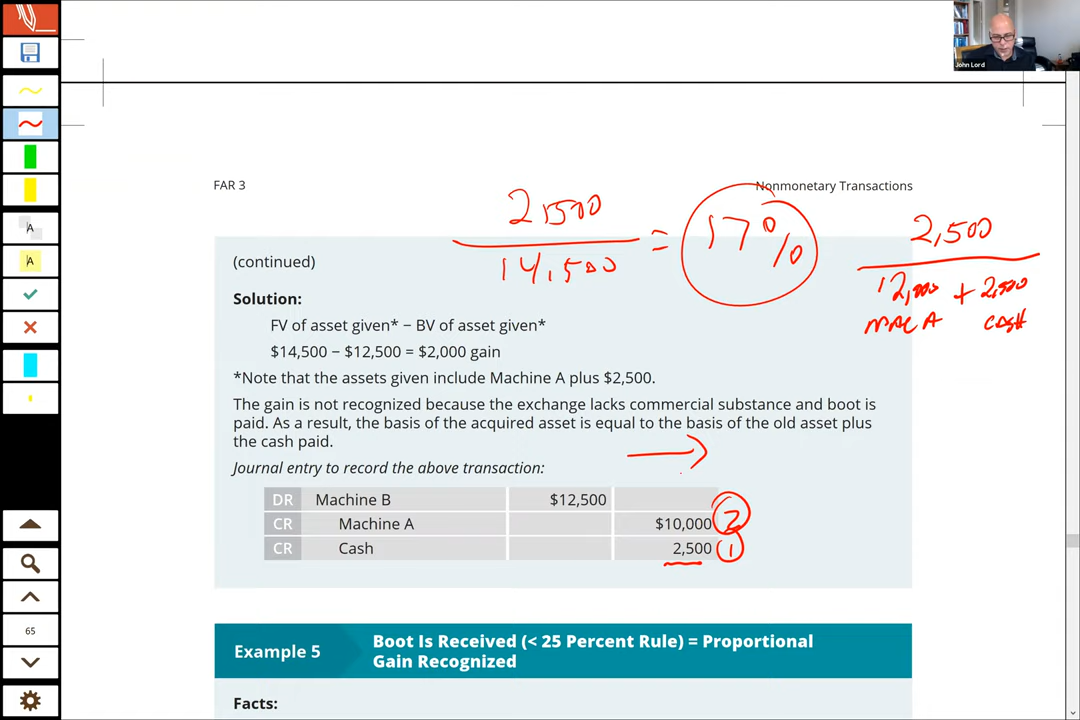 John Lord
FAR 3
Nonmonetary Transactions
2,500
14,500
=
17%
2,500
12,000 + 2,500
MAC A CASH
(continued)
Solution:
FV of asset given* − BV of asset given*
$14,500 − $12,500 = $2,000 gain
*Note that the assets given include Machine A plus $2,500.
The gain is not recognized because the exchange lacks commercial substance and boot is
paid. As a result, the basis of the acquired asset is equal to the basis of the old asset plus
the cash paid.
Journal entry to record the above transaction:
DR Machine B $12,500
CR Machine A $10,000 2
CR Cash 2,500 1
Example 5
Boot Is Received (< 25 Percent Rule) = Proportional
Gain Recognized
Facts:
A
A
65